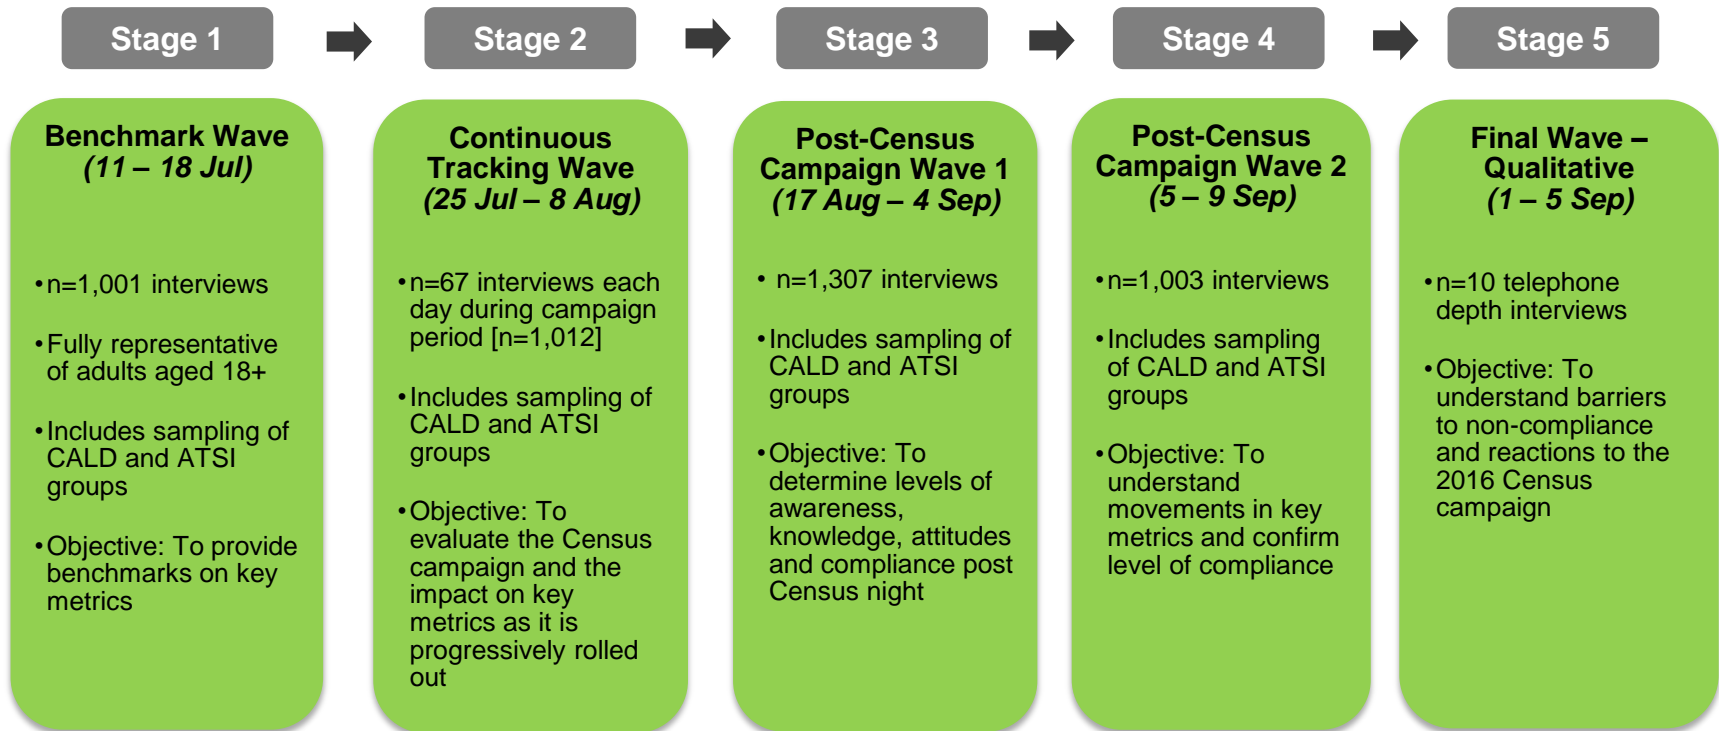 Stage 1
Stage 2
Stage 3
Stage 4
Stage 5
Benchmark Wave
(11 – 18 Jul)
•n=1,001 interviews
•Fully representative
of adults aged 18+
•Includes sampling of
CALD and ATSI
groups
•Objective: To provide
benchmarks on key
metrics
Continuous
Tracking Wave
(25 Jul – 8 Aug)
•n=67 interviews each
day during campaign
period [n=1,012]
•Includes sampling of
CALD and ATSI
groups
•Objective: To
evaluate the Census
campaign and the
impact on key
metrics as it is
progressively rolled
out
Post-Census
Campaign Wave 1
(17 Aug – 4 Sep)
• n=1,307 interviews
•Includes sampling of
CALD and ATSI
groups
•Objective: To
determine levels of
awareness,
knowledge, attitudes
and compliance post
Census night
Post-Census
Campaign Wave 2
(5 – 9 Sep)
•n=1,003 interviews
•Includes sampling
of CALD and ATSI
groups
•Objective: To
understand
movements in key
metrics and confirm
level of compliance
Final Wave –
Qualitative
(1 – 5 Sep)
•n=10 telephone
depth interviews
•Objective: To
understand barriers
to non-compliance
and reactions to the
2016 Census
campaign